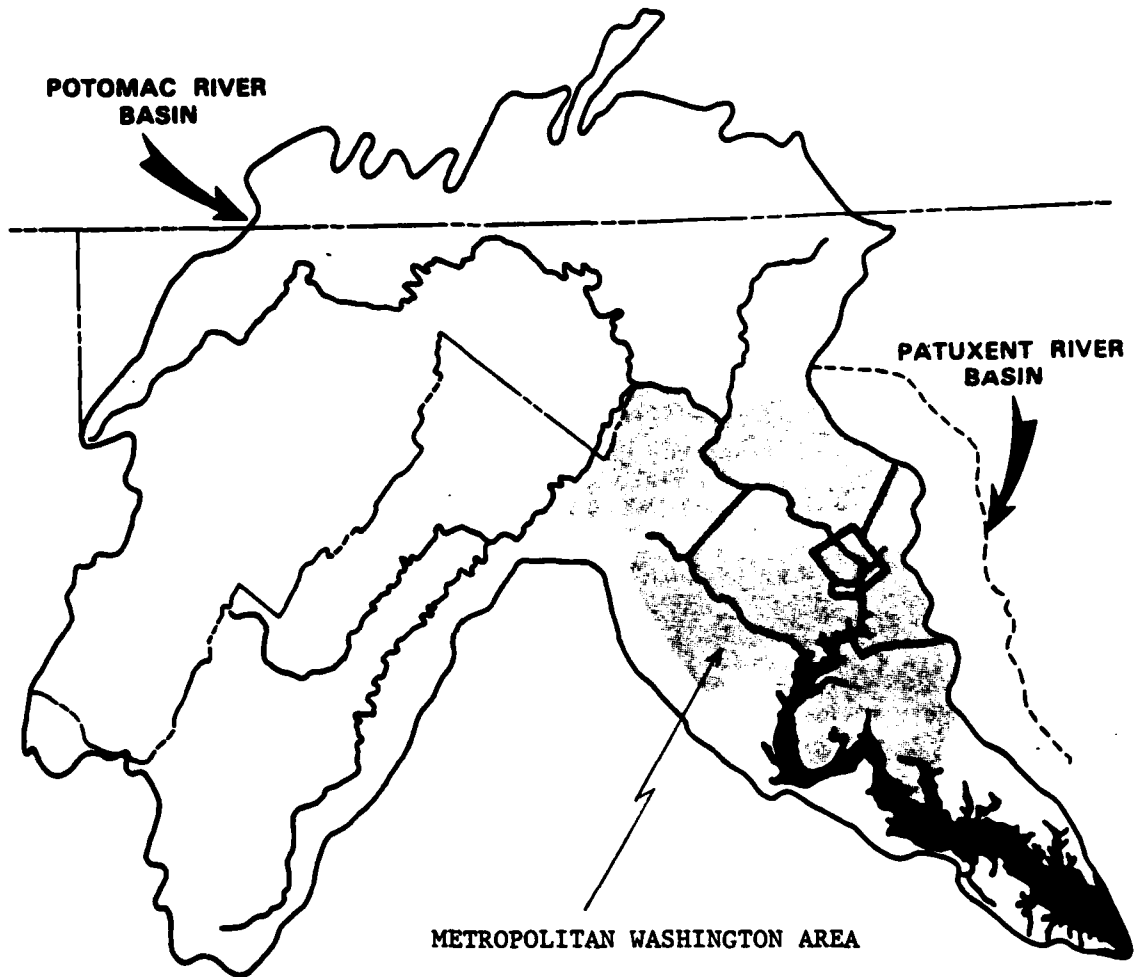 POTOMAC RIVER
BASIN
PATUXENT RIVER
BASIN
METROPOLITAN WASHINGTON AREA